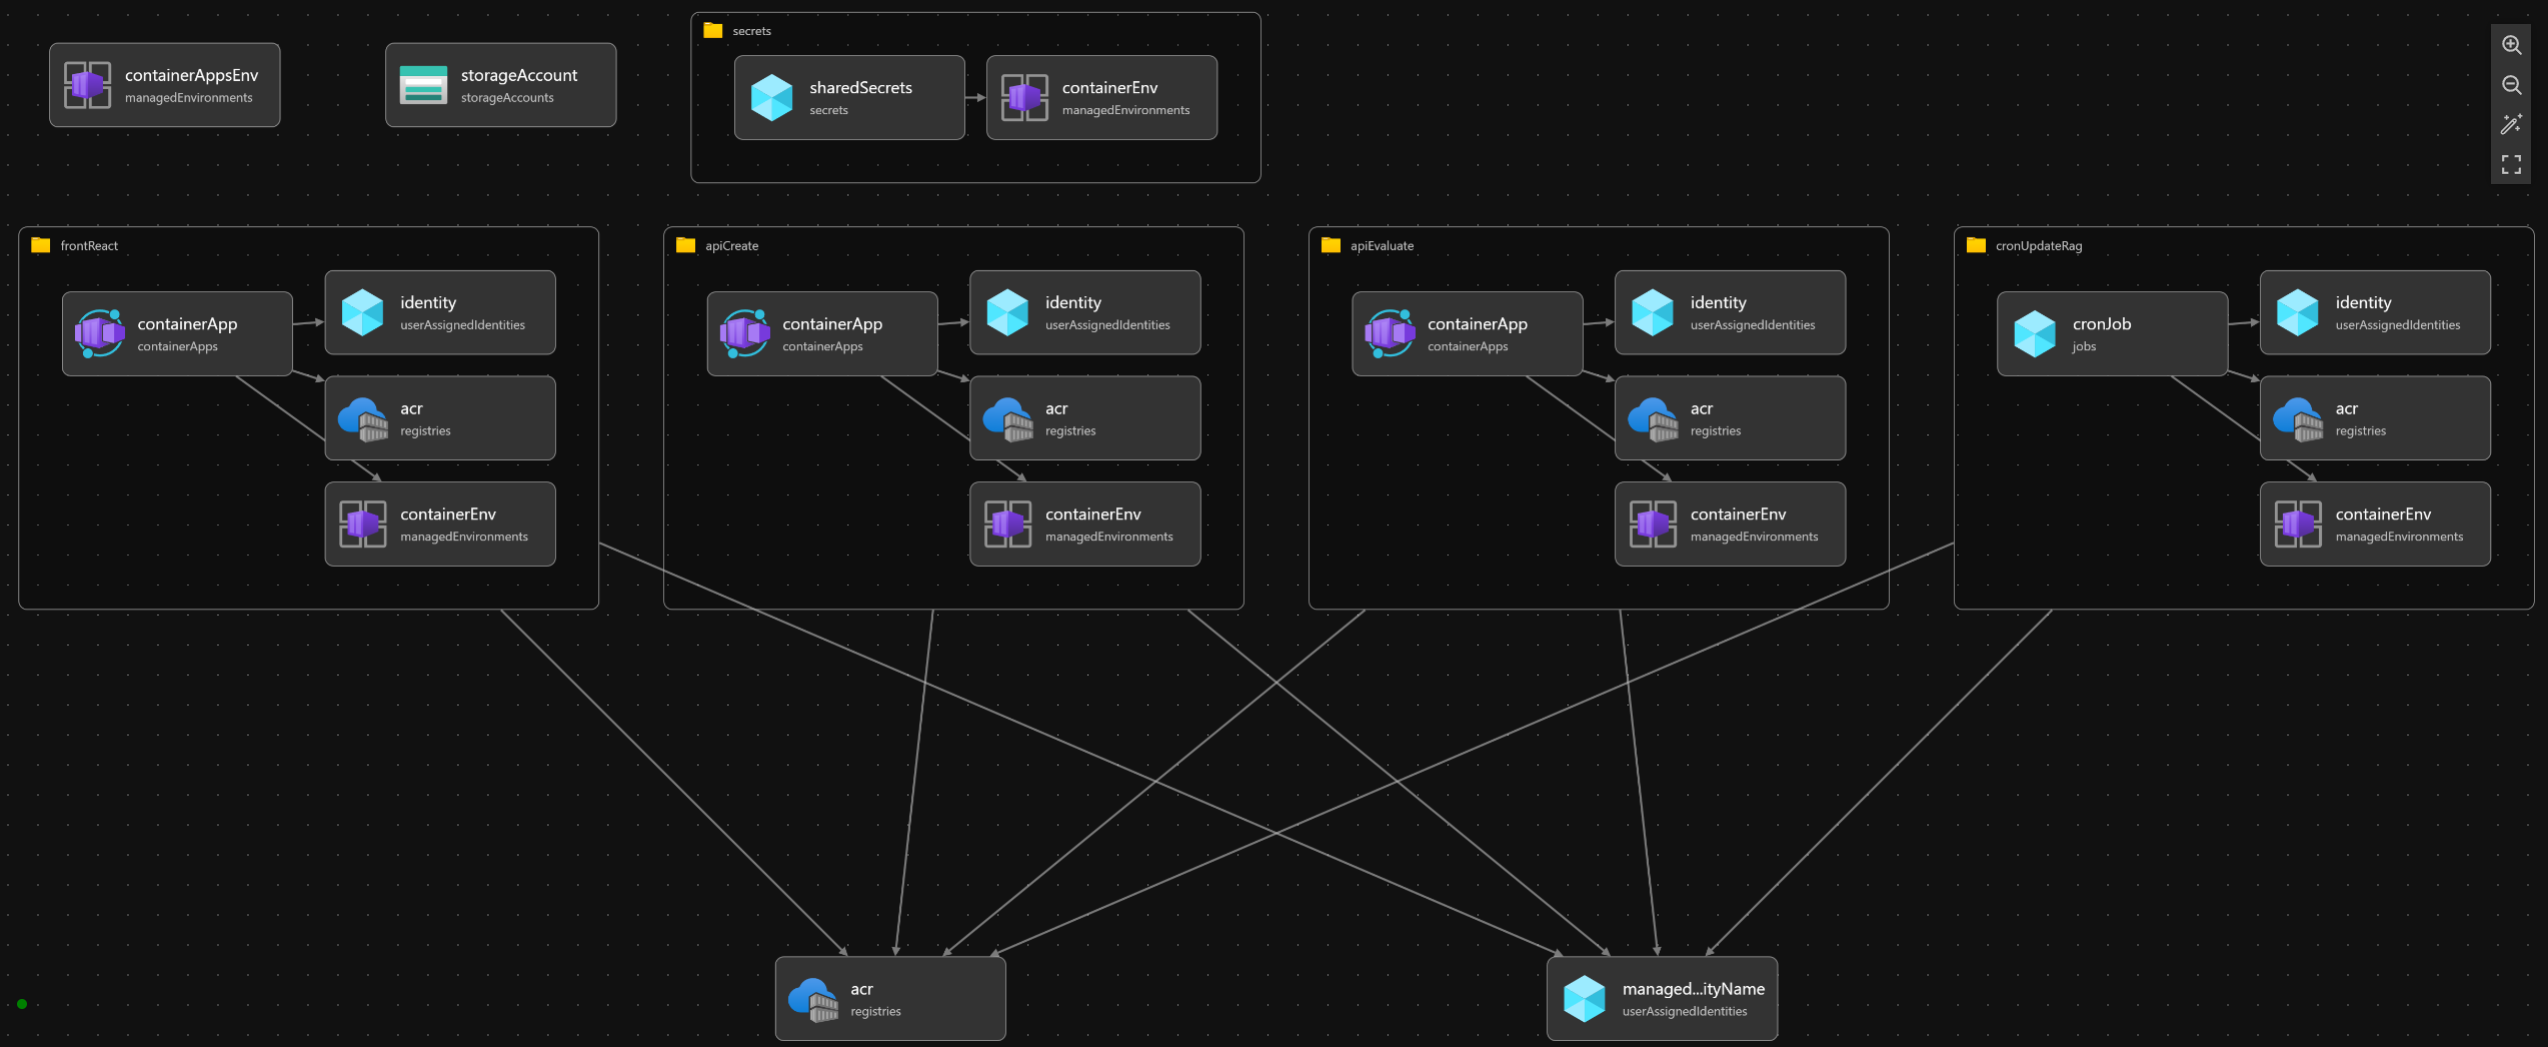 containerAppsEnv
managedEnvironments
storageAccount
storageAccounts
secrets
sharedSecrets
secrets
containerEnv
managedEnvironments
frontReact
containerApp
containerApps
identity
userAssignedIdentities
acr
registries
containerEnv
managedEnvironments
apiCreate
containerApp
containerApps
identity
userAssignedIdentities
acr
registries
containerEnv
managedEnvironments
apiEvaluate
containerApp
containerApps
identity
userAssignedIdentities
acr
registries
containerEnv
managedEnvironments
cronUpdateRag
cronJob
jobs
identity
userAssignedIdentities
acr
registries
containerEnv
managedEnvironments
acr
registries
managed...ityName
userAssignedIdentities